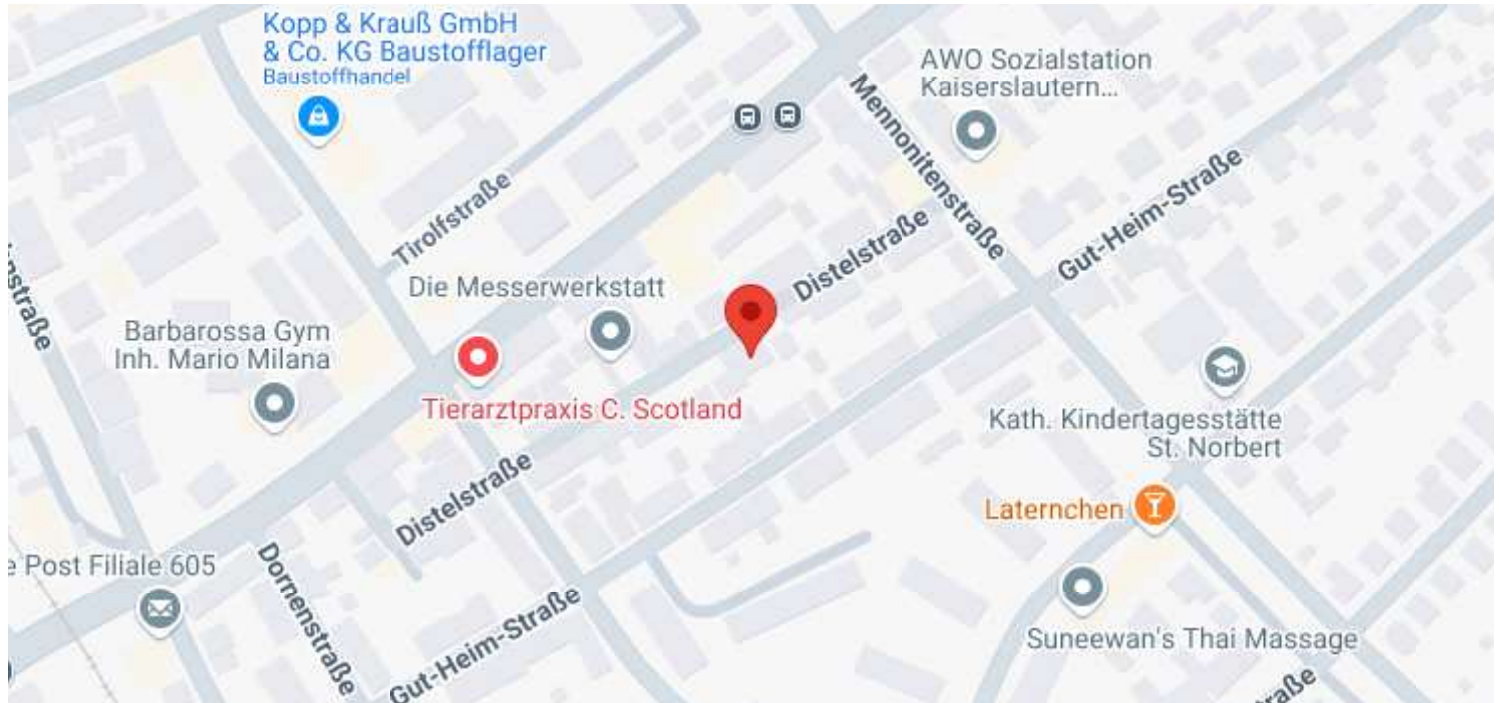 Kopp & Krauß GmbH
& Co. KG Baustofflager
Baustoffhandel
AWO Sozialstation
Kaiserslautern...
Mennonitenstraße
Tirolfstraße
Gut-Heim-Straße
Distelstraße
Die Messerwerkstatt
Barbarossa Gym
Inh. Mario Milana
Tierarztpraxis C. Scotland
Kath. Kindertagesstätte
St. Norbert
Distelstraße
Laternchen
e Post Filiale 605
Dornenstraße
Gut-Heim-Straße
Suneewan's Thai Massage